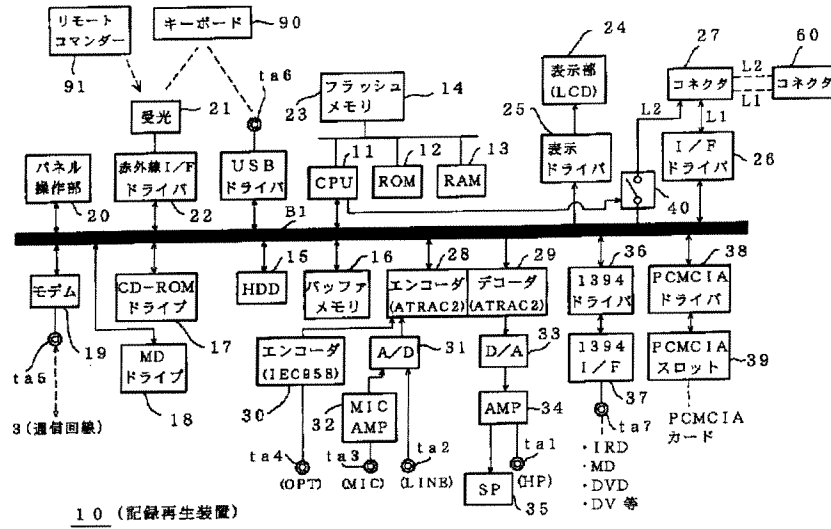 リモート
コマンダー
91
キーボード
90
ta6
21
受光
23
フラッシュ
メモリ
14
24
表示部
(LCD)
25
27
コネクタ
L2
L1
60
コネクタ
L2
L1
パネル
操作部
20
赤外線I/F
ドライバ
22
USB
ドライバ
11
CPU
12
ROM
13
RAM
表示
ドライバ
40
I/F
ドライバ
26
B1
モデム
19
CD-ROM
ドライブ
17
MD
ドライブ
18
15
HDD
16
バッファ
メモリ
28
エンコーダ
(ATRAC2)
29
デコーダ
(ATRAC2)
36
1394
ドライバ
38
PCMCIA
ドライバ
ta5
3(通信回線)
エンコーダ
(IEC958)
30
A/D
31
D/A
33
1394
I/F
37
PCMCIA
スロット
39
32
MIC
AMP
AMP
34
ta7
PCMCIA
カード
ta4
(OPT)
ta3
(MIC)
ta2
(LINE)
SP
35
ta1
(HP)
・IRD
・MD
・DVD
・DV 等
10 (記録再生装置)